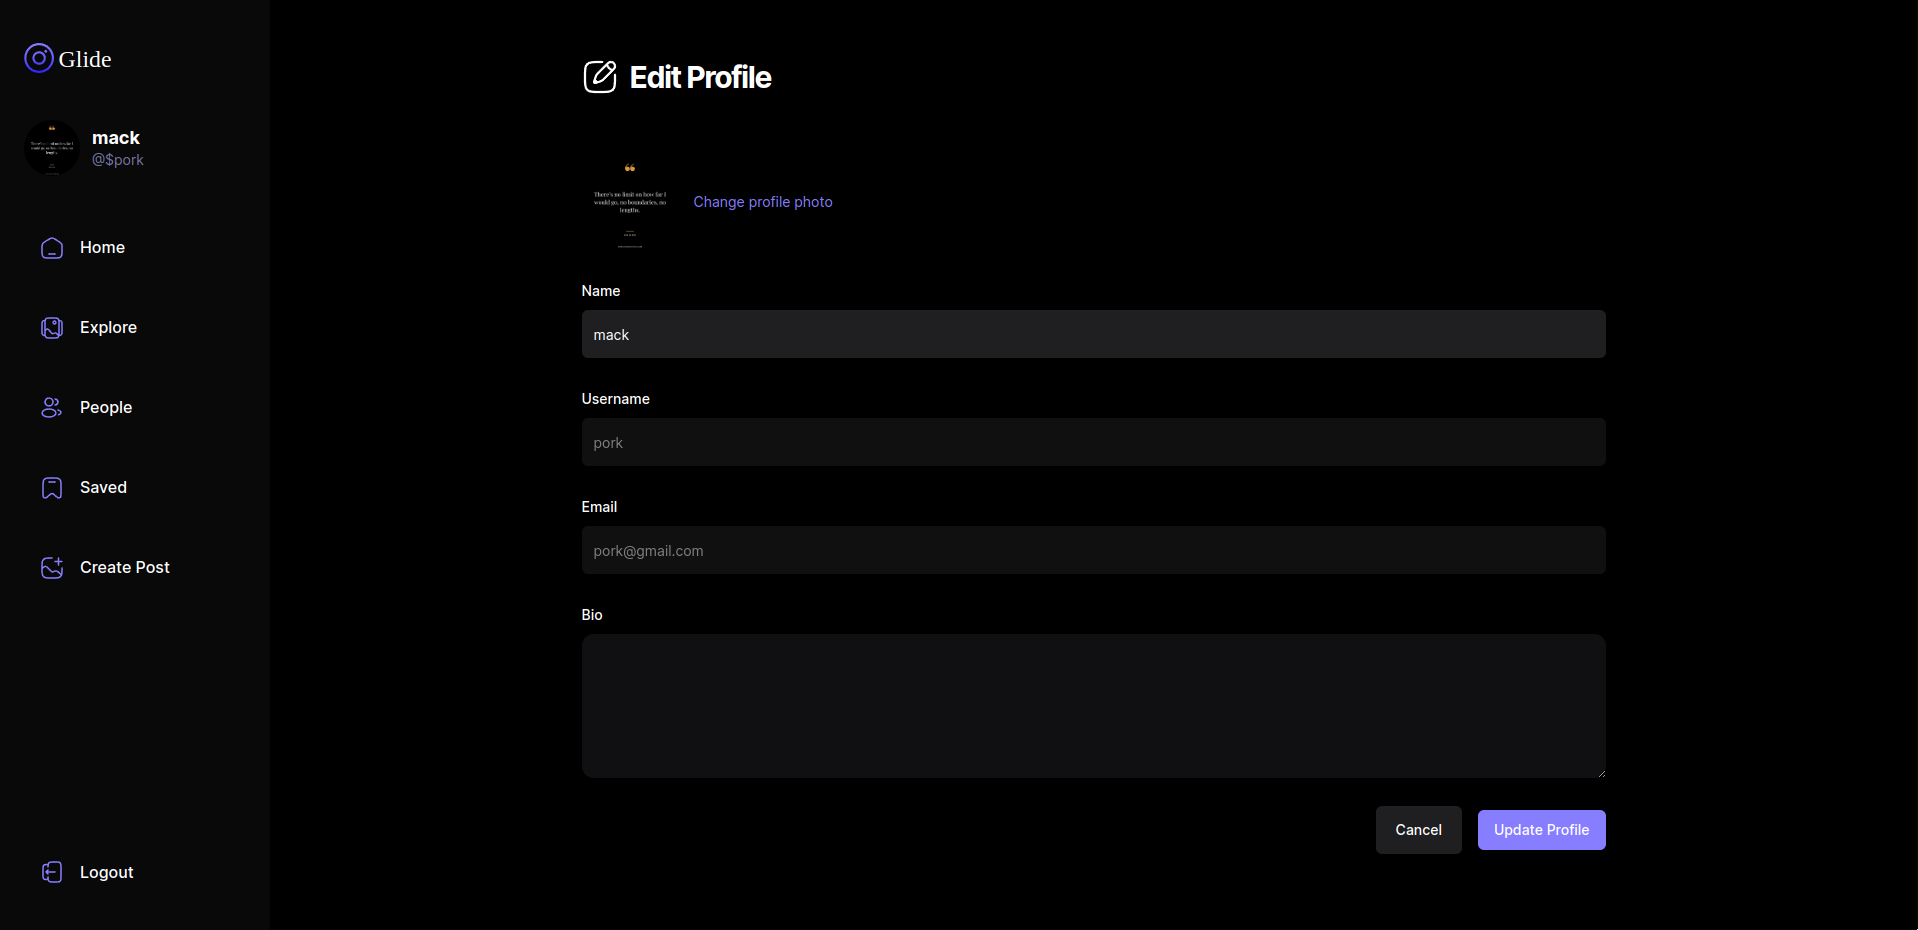 Glide
mack
@$pork
Home
Explore
People
Saved
Create Post
Logout
Edit Profile
There's no limit on how far I
would go, no boundaries, no
lengths.
Change profile photo
Name
mack
Username
pork
Email
pork@gmail.com
Bio
Cancel
Update Profile